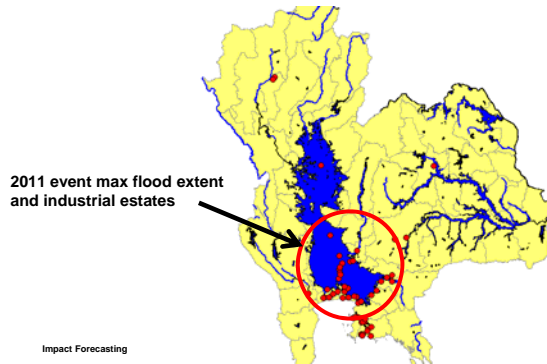 2011 event max flood extent
and industrial estates
Impact Forecasting